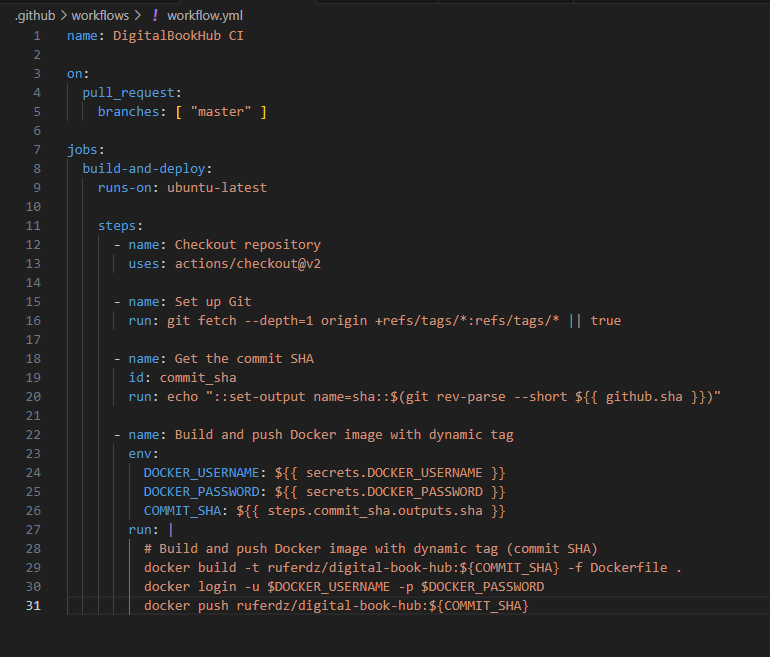 .github > workflows > ! workflow.yml
1 name: DigitalBookHub CI
2
3 on:
4   pull_request:
5     branches: [ "master" ]
6
7 jobs:
8   build-and-deploy:
9     runs-on: ubuntu-latest
10
11     steps:
12       - name: Checkout repository
13         uses: actions/checkout@v2
14
15       - name: Set up Git
16         run: git fetch --depth=1 origin +refs/tags/*:refs/tags/* || true
17
18       - name: Get the commit SHA
19         id: commit_sha
20         run: echo "::set-output name=sha::$(git rev-parse --short ${{ github.sha }})"
21
22       - name: Build and push Docker image with dynamic tag
23         env:
24           DOCKER_USERNAME: ${{ secrets.DOCKER_USERNAME }}
25           DOCKER_PASSWORD: ${{ secrets.DOCKER_PASSWORD }}
26           COMMIT_SHA: ${{ steps.commit_sha.outputs.sha }}
27         run: |
28           # Build and push Docker image with dynamic tag (commit SHA)
29           docker build -t ruferdz/digital-book-hub:${COMMIT_SHA} -f Dockerfile .
30           docker login -u $DOCKER_USERNAME -p $DOCKER_PASSWORD
31           docker push ruferdz/digital-book-hub:${COMMIT_SHA}